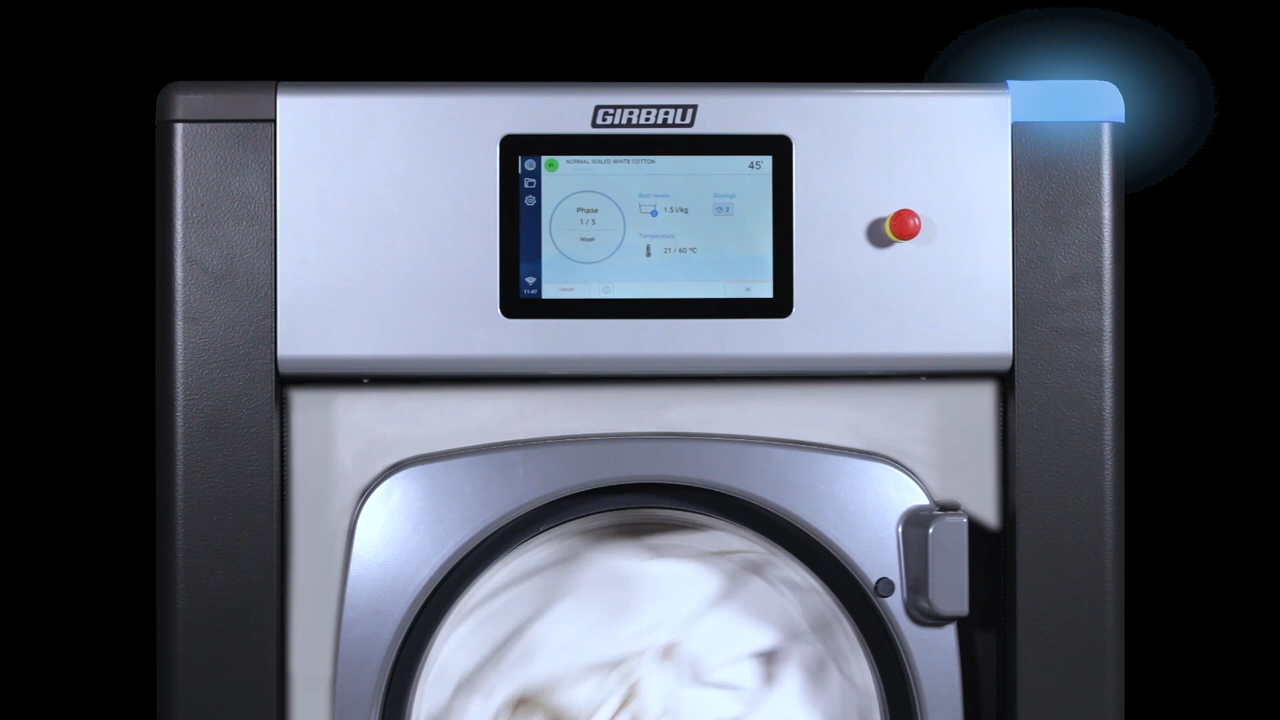 GIRBAU
NORMAL SOILED WHITE COTTON
45'
Phase
1 / 5
Wash
Bath levels
1.5 l/kg
Dosings
2
Temperature
21 / 60 °C
Cancel
11:47